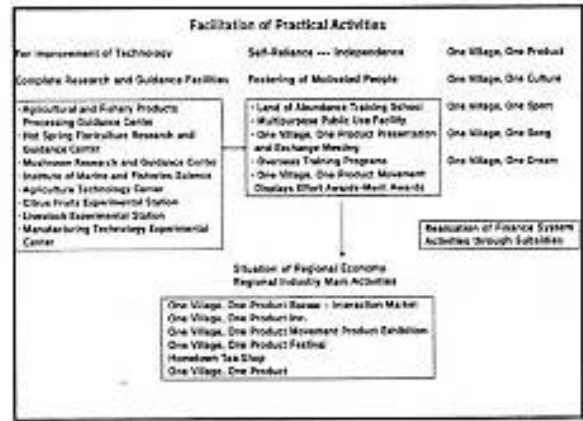 Facilitation of Practical Activities
For Improvement of Technology
Complete Research and Guidance Facilities
· Agricultural and Fishery Products
Processing Guidance Center
· Hot Spring Floriculture Research and
Guidance Center
· Mushroom Research and Guidance Center
· Institute of Marine and Fisheries Science
· Agriculture Technology Center
· Citrus Fruits Experimental Station
· Livestock Experimental Station
· Manufacturing Technology Experimental
Center
Self-Reliance --- Independence
Fostering of Motivated People
· Land of Abundance Training School
· Multipurpose Public Use Facility
· One Village, One Product Presentation
and Exchange Meeting
· Overseas Training Programs
· One Village, One Product Movement
Displays Effort Awards-Merit Awards
One Village, One Product
One Village, One Culture
One Village, One Sport
One Village, One Song
One Village, One Dream
of Finance System
Activities through Subsidies
Situation of Regional Economy
Regional Industry Main Activities
One Village, One Product Bazaar - Interaction Market
One Village, One Product Inc.
One Village, One Product Movement Product Exhibition
One Village, One Product Festival
Hometown Tea Shop
One Village, One Product